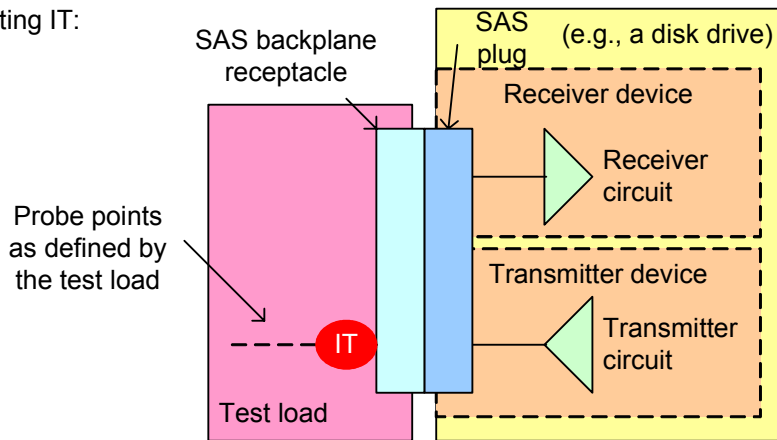 ting IT:
SAS backplane
receptacle
SAS
plug
(e.g., a disk drive)
Receiver device
Receiver
circuit
Probe points
as defined by
the test load
Transmitter device
Transmitter
circuit
IT
Test load